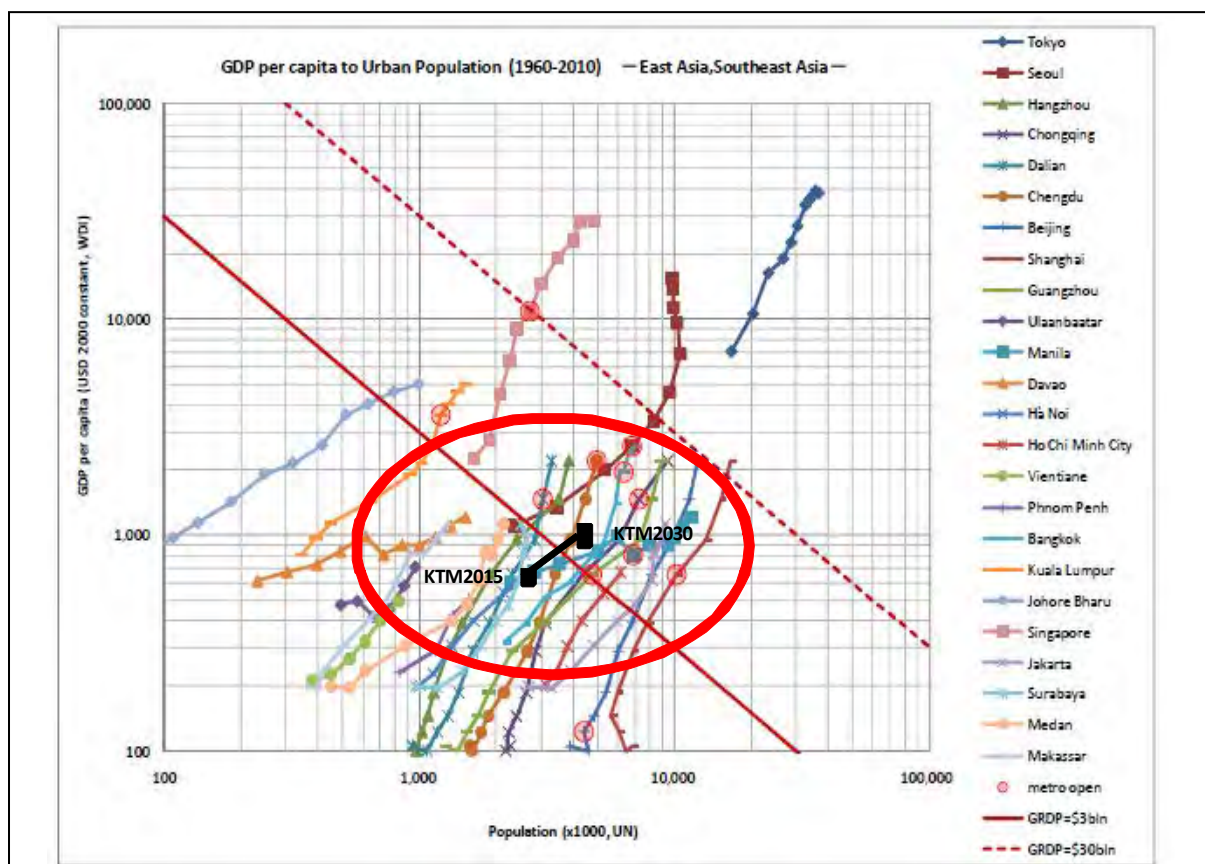 GDP per capita to Urban Population (1960-2010) —East Asia,Southeast Asia—
GDP per capita (USD 2000 constant, WDI)
100,000
10,000
1,000
100
KTM2030
KTM2015
100
1,000
10,000
100,000
Population (x1000, UN)
Tokyo
Seoul
Hangzhou
Chongqing
Dalian
Chengdu
Beijing
Shanghai
Guangzhou
Ulaanbaatar
Manila
Davao
Hà Noi
Ho Chi Minh City
Vientiane
Phnom Penh
Bangkok
Kuala Lumpur
Johore Bharu
Singapore
Jakarta
Surabaya
Medan
Makassar
metro open
GRDP=$3bln
GRDP=$30bln